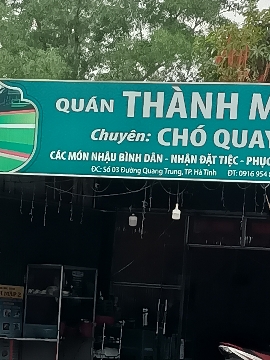 QUÁN THÀNH M
Chuyên: CHÓ QUAY
CÁC MÓN NHẬU BÌNH DÂN - NHẬN ĐẶT TIỆC - PHỤC
ĐC: Số 03 Đường Quang Trung, TP. Hà Tĩnh ĐT: 0916 954